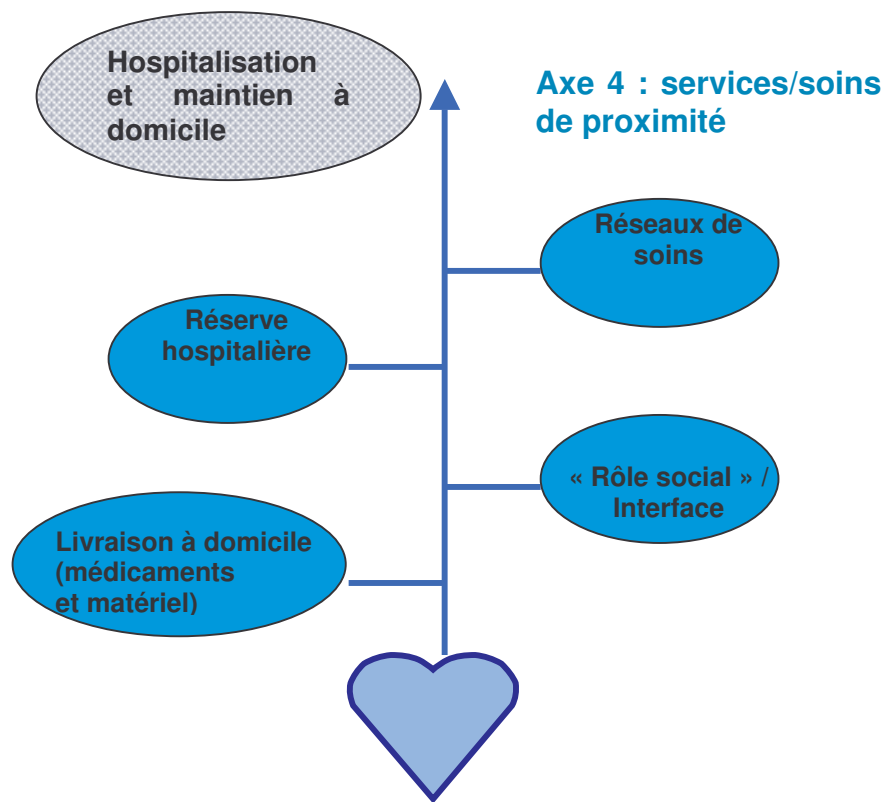 Hospitalisation
et maintien à
domicile
Axe 4 : services/soins
de proximité
Réseaux de
soins
Réserve
hospitalière
« Rôle social » /
Interface
Livraison à domicile
(médicaments
et matériel)